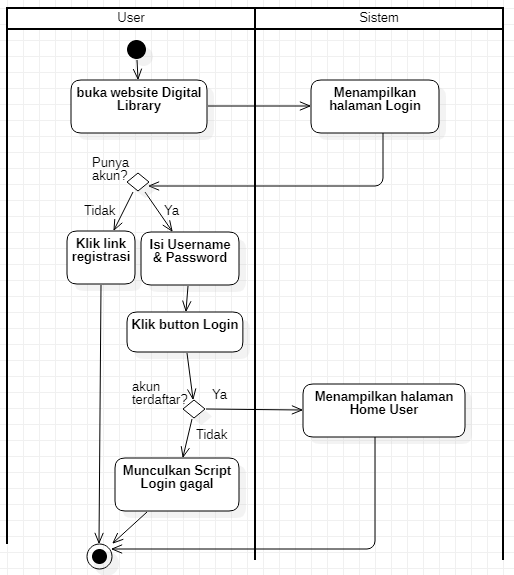 User
Sistem
buka website Digital
Library
Menampilkan
halaman Login
Punya
akun?
Tidak
Ya
Klik link
registrasi
Isi Username
& Password
Klik button Login
akun
terdaftar?
Ya
Menampilkan halaman
Home User
Tidak
Munculkan Script
Login gagal